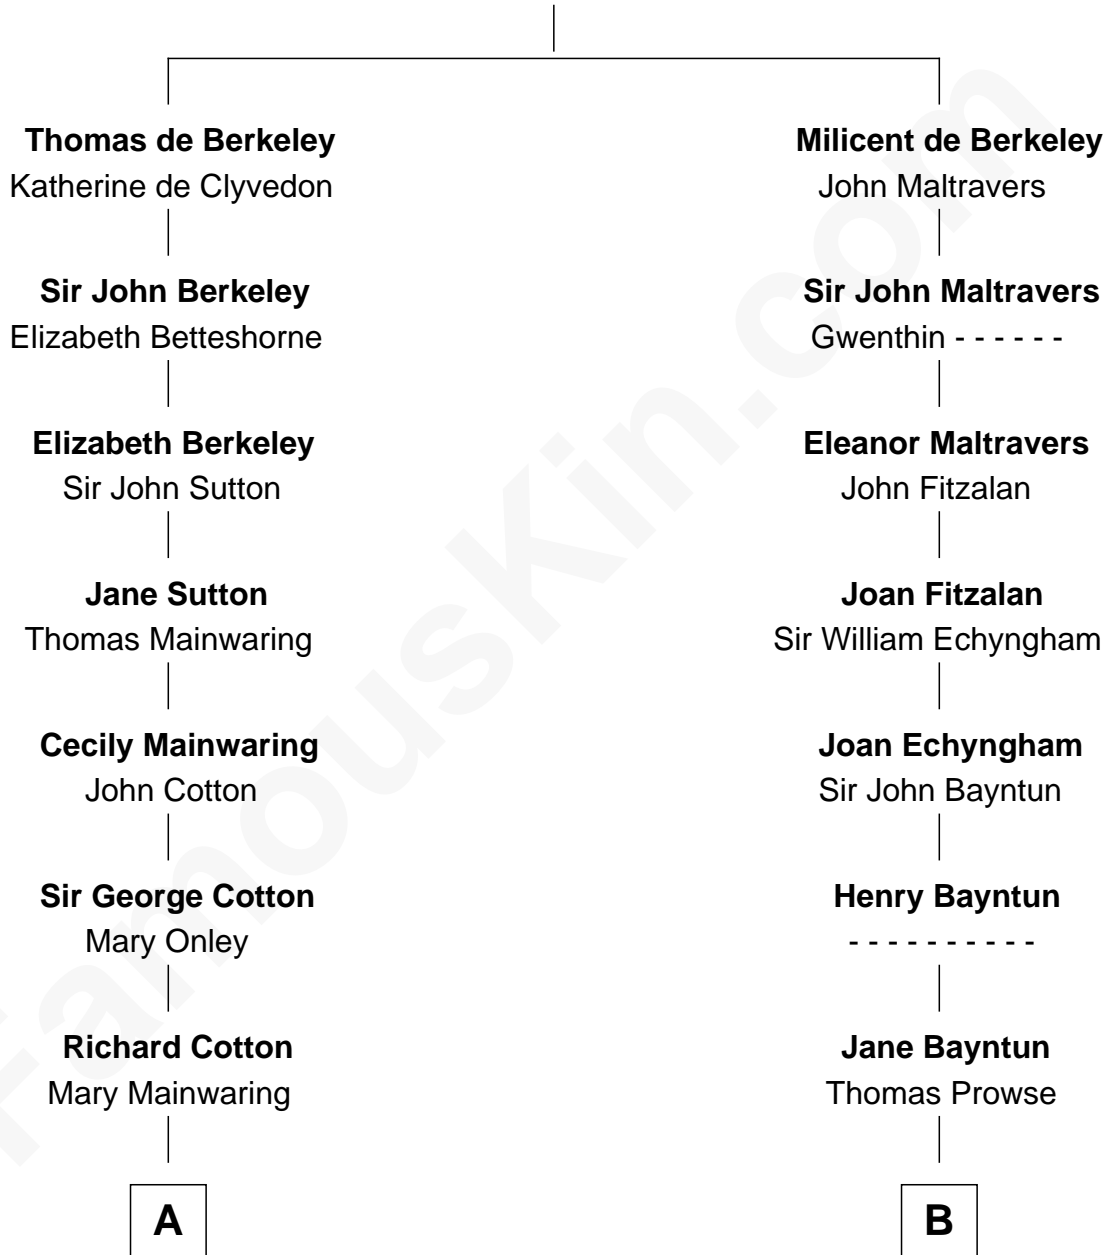 Thomas de Berkeley
Katherine de Clyvedon
Sir John Berkeley
Elizabeth Betteshorne
Elizabeth Berkeley
Sir John Sutton
Jane Sutton
Thomas Mainwaring
Cecily Mainwaring
John Cotton
Sir George Cotton
Mary Onley
Richard Cotton
Mary Mainwaring
A
Milicent de Berkeley
John Maltravers
Sir John Maltravers
Gwenthin - - - - - -
Eleanor Maltravers
John Fitzalan
Joan Fitzalan
Sir William Echyngham
Joan Echyngham
Sir John Bayntun
Henry Bayntun
- - - - - - - - - -
Jane Bayntun
Thomas Prowse
B
FamousKin.com